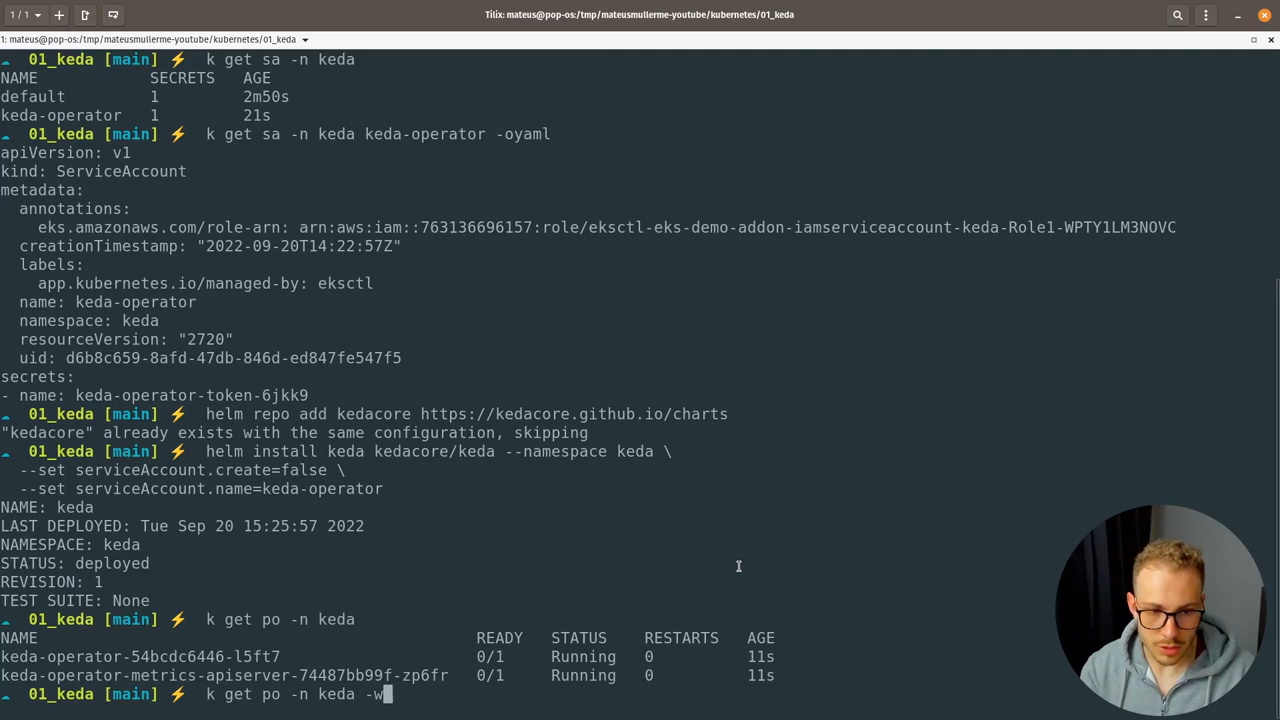 1 / 1
Tilix: mateus@pop-os:/tmp/mateusmullerme-youtube/kubernetes/01_keda
1: mateus@pop-os:/tmp/mateusmullerme-youtube/kubernetes/01_keda
01_keda [main] ⚡ k get sa -n keda
NAME SECRETS AGE
default 1 2m50s
keda-operator 1 21s
01_keda [main] ⚡ k get sa -n keda keda-operator -oyaml
apiVersion: v1
kind: ServiceAccount
metadata:
annotations:
eks.amazonaws.com/role-arn: arn:aws:iam::763136696157:role/eksctl-eks-demo-addon-iamserviceaccount-keda-Role1-WPTY1LM3NOVC
creationTimestamp: "2022-09-20T14:22:57Z"
labels:
app.kubernetes.io/managed-by: eksctl
name: keda-operator
namespace: keda
resourceVersion: "2720"
uid: d6b8c659-8afd-47db-846d-ed847fe547f5
secrets:
- name: keda-operator-token-6jkk9
01_keda [main] ⚡ helm repo add kedacore https://kedacore.github.io/charts
"kedacore" already exists with the same configuration, skipping
01_keda [main] ⚡ helm install keda kedacore/keda --namespace keda \
--set serviceAccount.create=false \
--set serviceAccount.name=keda-operator
NAME: keda
LAST DEPLOYED: Tue Sep 20 15:25:57 2022
NAMESPACE: keda
STATUS: deployed
REVISION: 1
TEST SUITE: None
01_keda [main] ⚡ k get po -n keda
NAME READY STATUS RESTARTS AGE
keda-operator-54bcdc6446-l5ft7 0/1 Running 0 11s
keda-operator-metrics-apiserver-74487bb99f-zp6fr 0/1 Running 0 11s
01_keda [main] ⚡ k get po -n keda -w